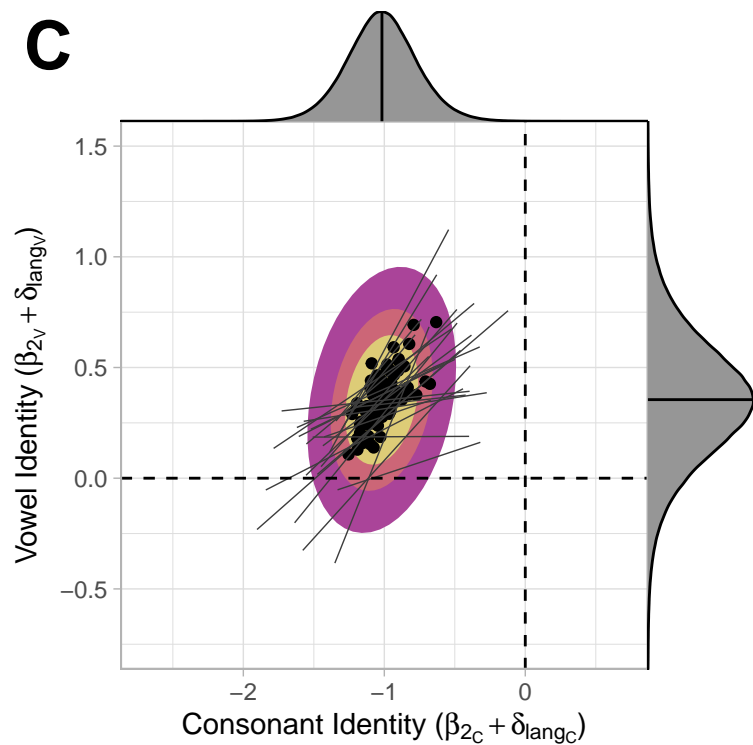 C
1.5
1.0
0.5
0.0
−0.5
Vowel Identity (β2V + δlangV)
−2 −1 0
Consonant Identity (β2C + δlangC)